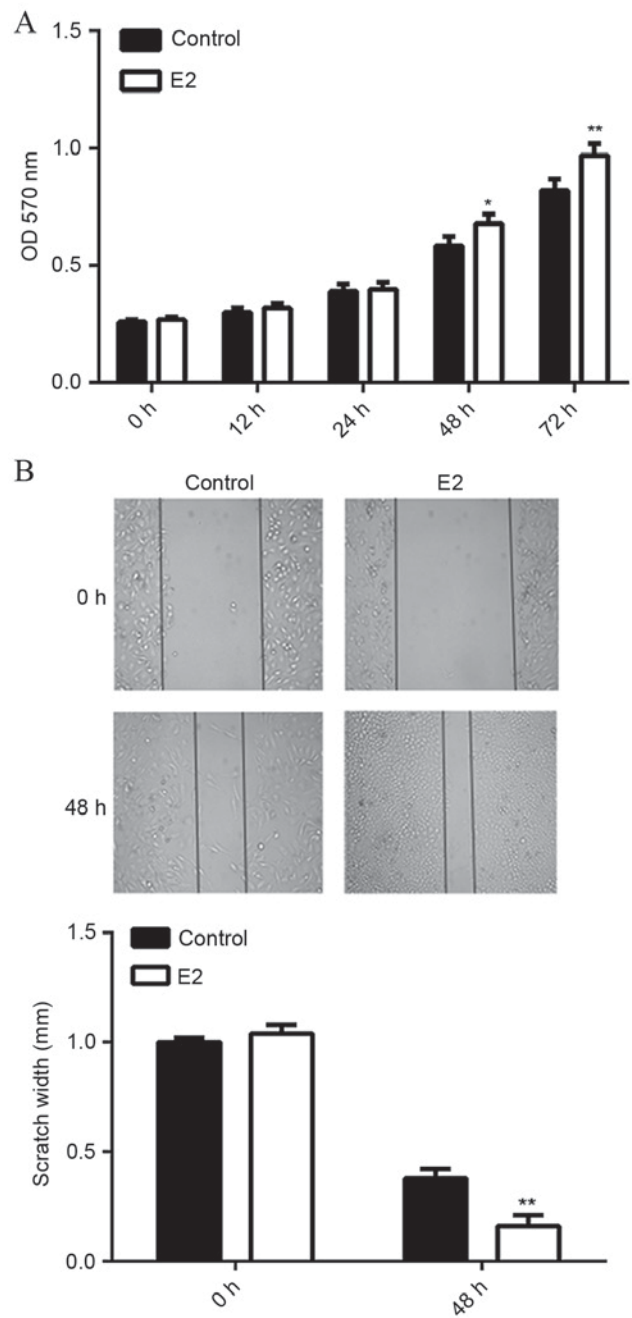 A
1.5
Control
E2
1.0
**
OD 570 nm
*
0.5
0.0
0 h
12 h
24 h
48 h
72 h
B
Control
E2
0 h
48 h
1.5
Control
E2
1.0
Scratch width (mm)
0.5
**
0.0
0 h
48 h